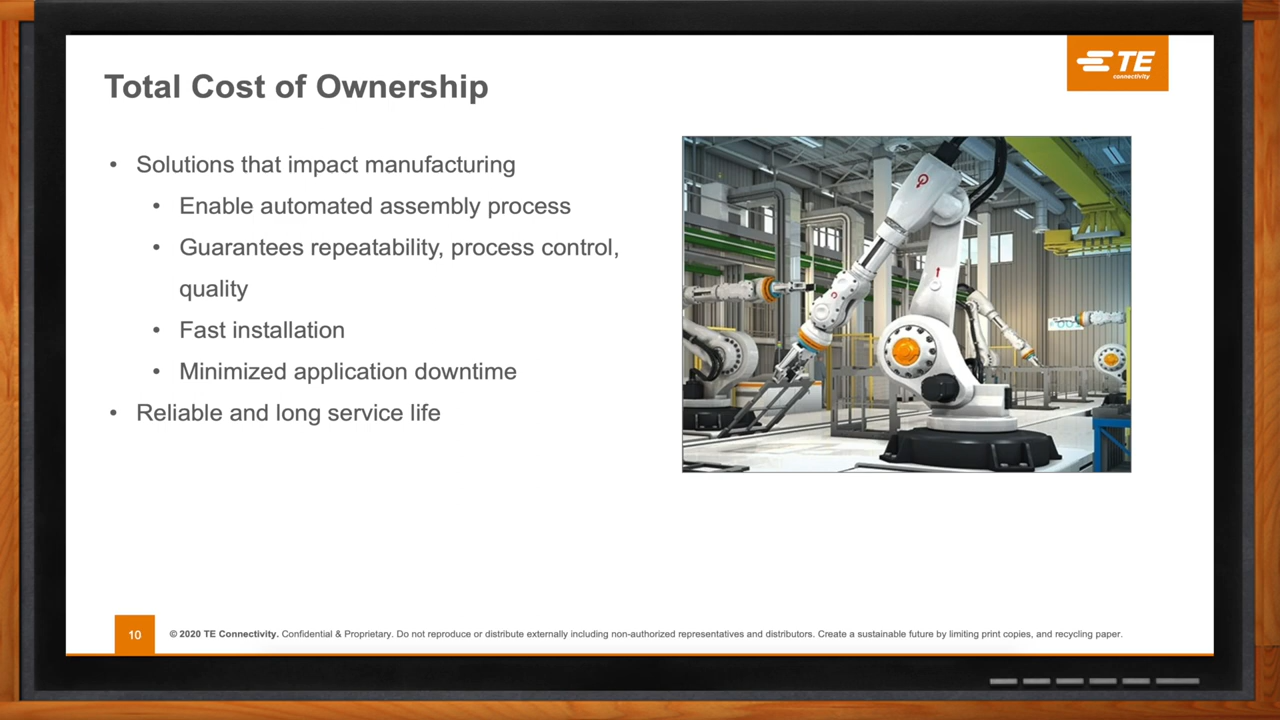 Total Cost of Ownership
TE
connectivity
• Solutions that impact manufacturing
• Enable automated assembly process
• Guarantees repeatability, process control,
quality
• Fast installation
• Minimized application downtime
• Reliable and long service life
10
© 2020 TE Connectivity. Confidential & Proprietary. Do not reproduce or distribute externally including non-authorized representatives and distributors. Create a sustainable future by limiting print copies, and recycling paper.